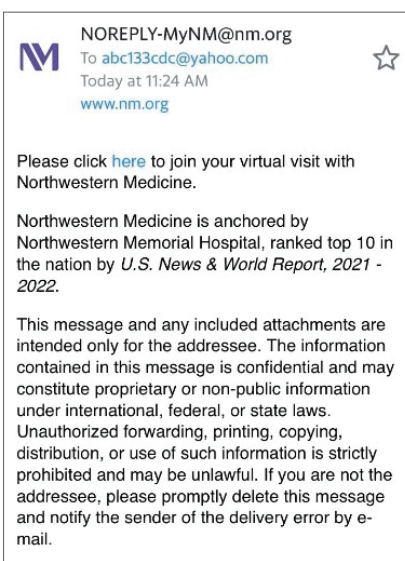 NM
NOREPLY-MyNM@nm.org
To abc133cdc@yahoo.com
Today at 11:24 AM
www.nm.org
Please click here to join your virtual visit with
Northwestern Medicine.
Northwestern Medicine is anchored by
Northwestern Memorial Hospital, ranked top 10 in
the nation by U.S. News & World Report, 2021 -
2022.
This message and any included attachments are
intended only for the addressee. The information
contained in this message is confidential and may
constitute proprietary or non-public information
under international, federal, or state laws.
Unauthorized forwarding, printing, copying,
distribution, or use of such information is strictly
prohibited and may be unlawful. If you are not the
addressee, please promptly delete this message
and notify the sender of the delivery error by e-
mail.